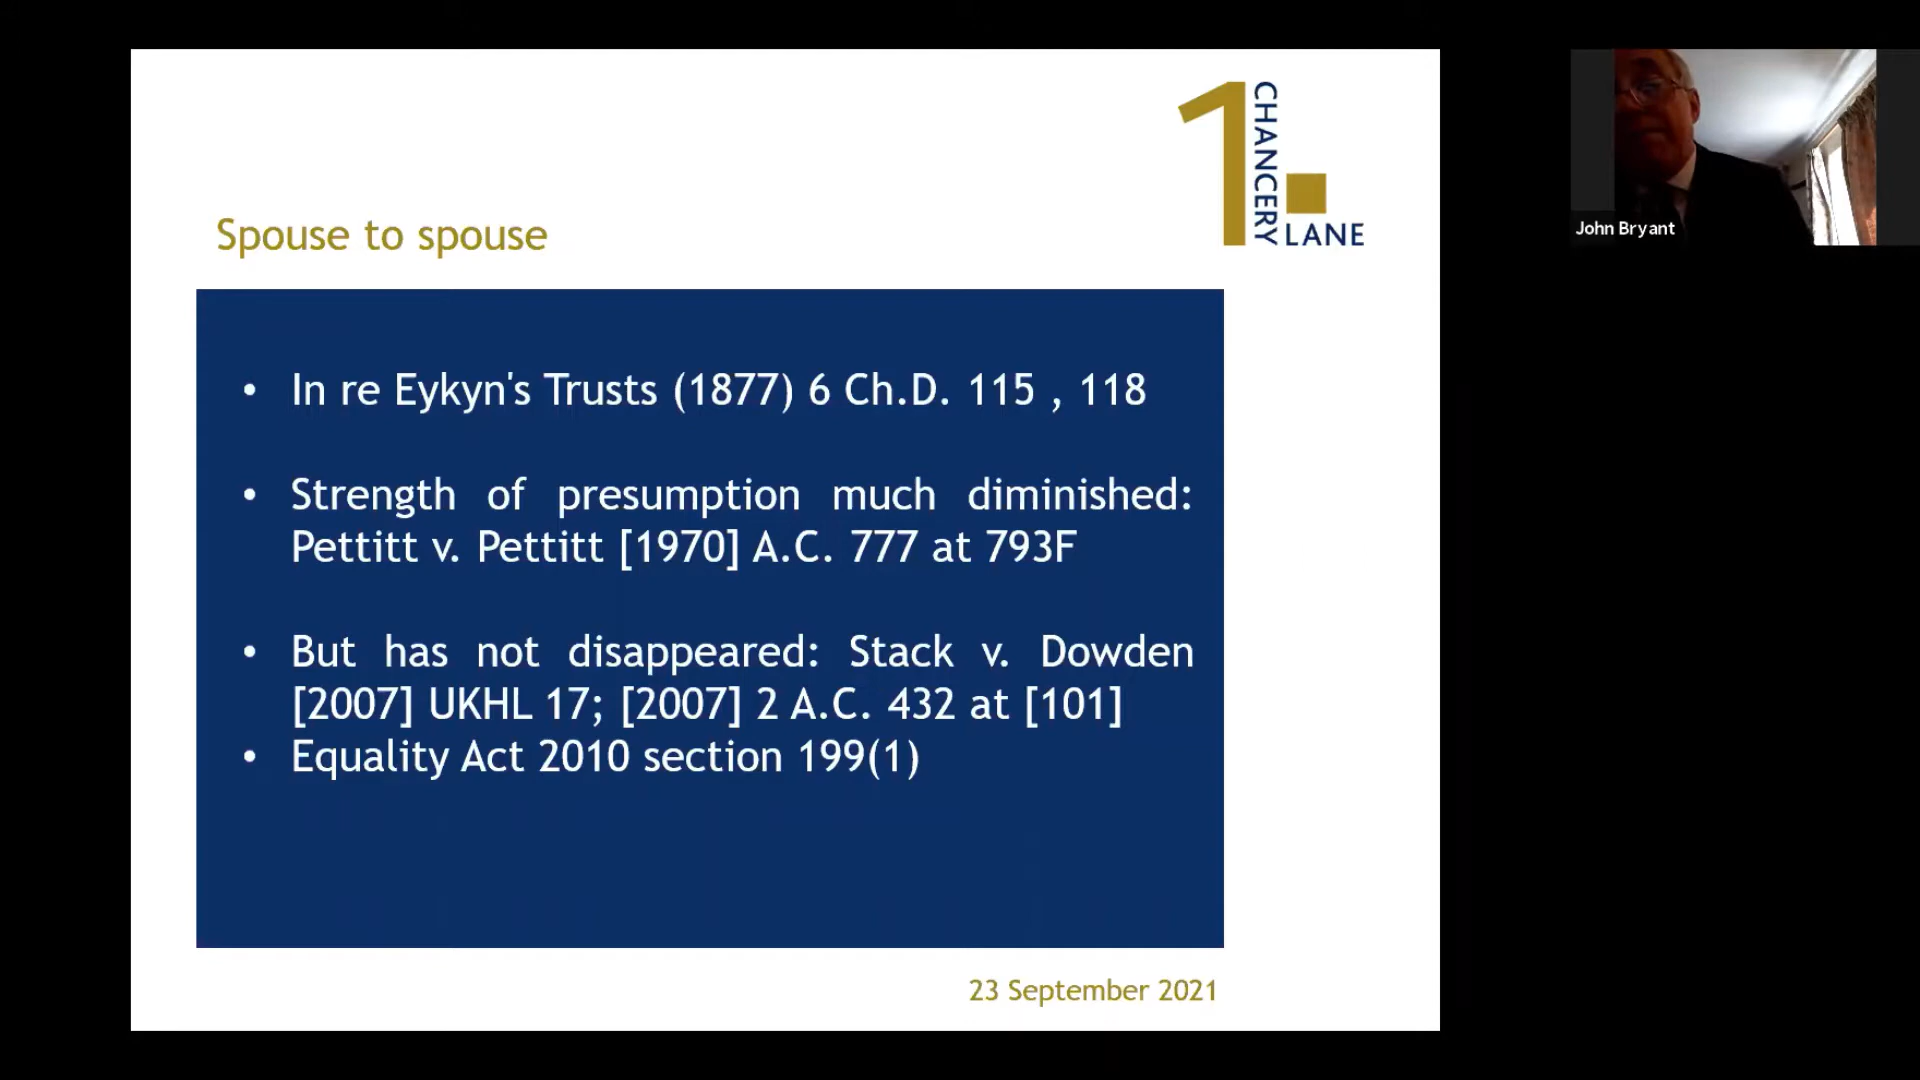 1 CHANCERY LANE
John Bryant
Spouse to spouse
• In re Eykyn's Trusts (1877) 6 Ch.D. 115 , 118
• Strength of presumption much diminished:
Pettitt v. Pettitt [1970] A.C. 777 at 793F
• But has not disappeared: Stack v. Dowden
[2007] UKHL 17; [2007] 2 A.C. 432 at [101]
• Equality Act 2010 section 199(1)
23 September 2021